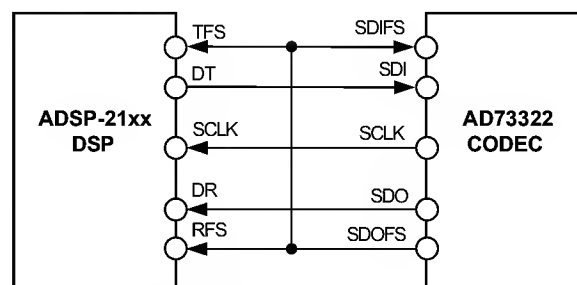 TFS
SDIFS
DT
SDI
ADSP-21xx
DSP
SCLK
SCLK
AD73322
CODEC
DR
SDO
RFS
SDOFS